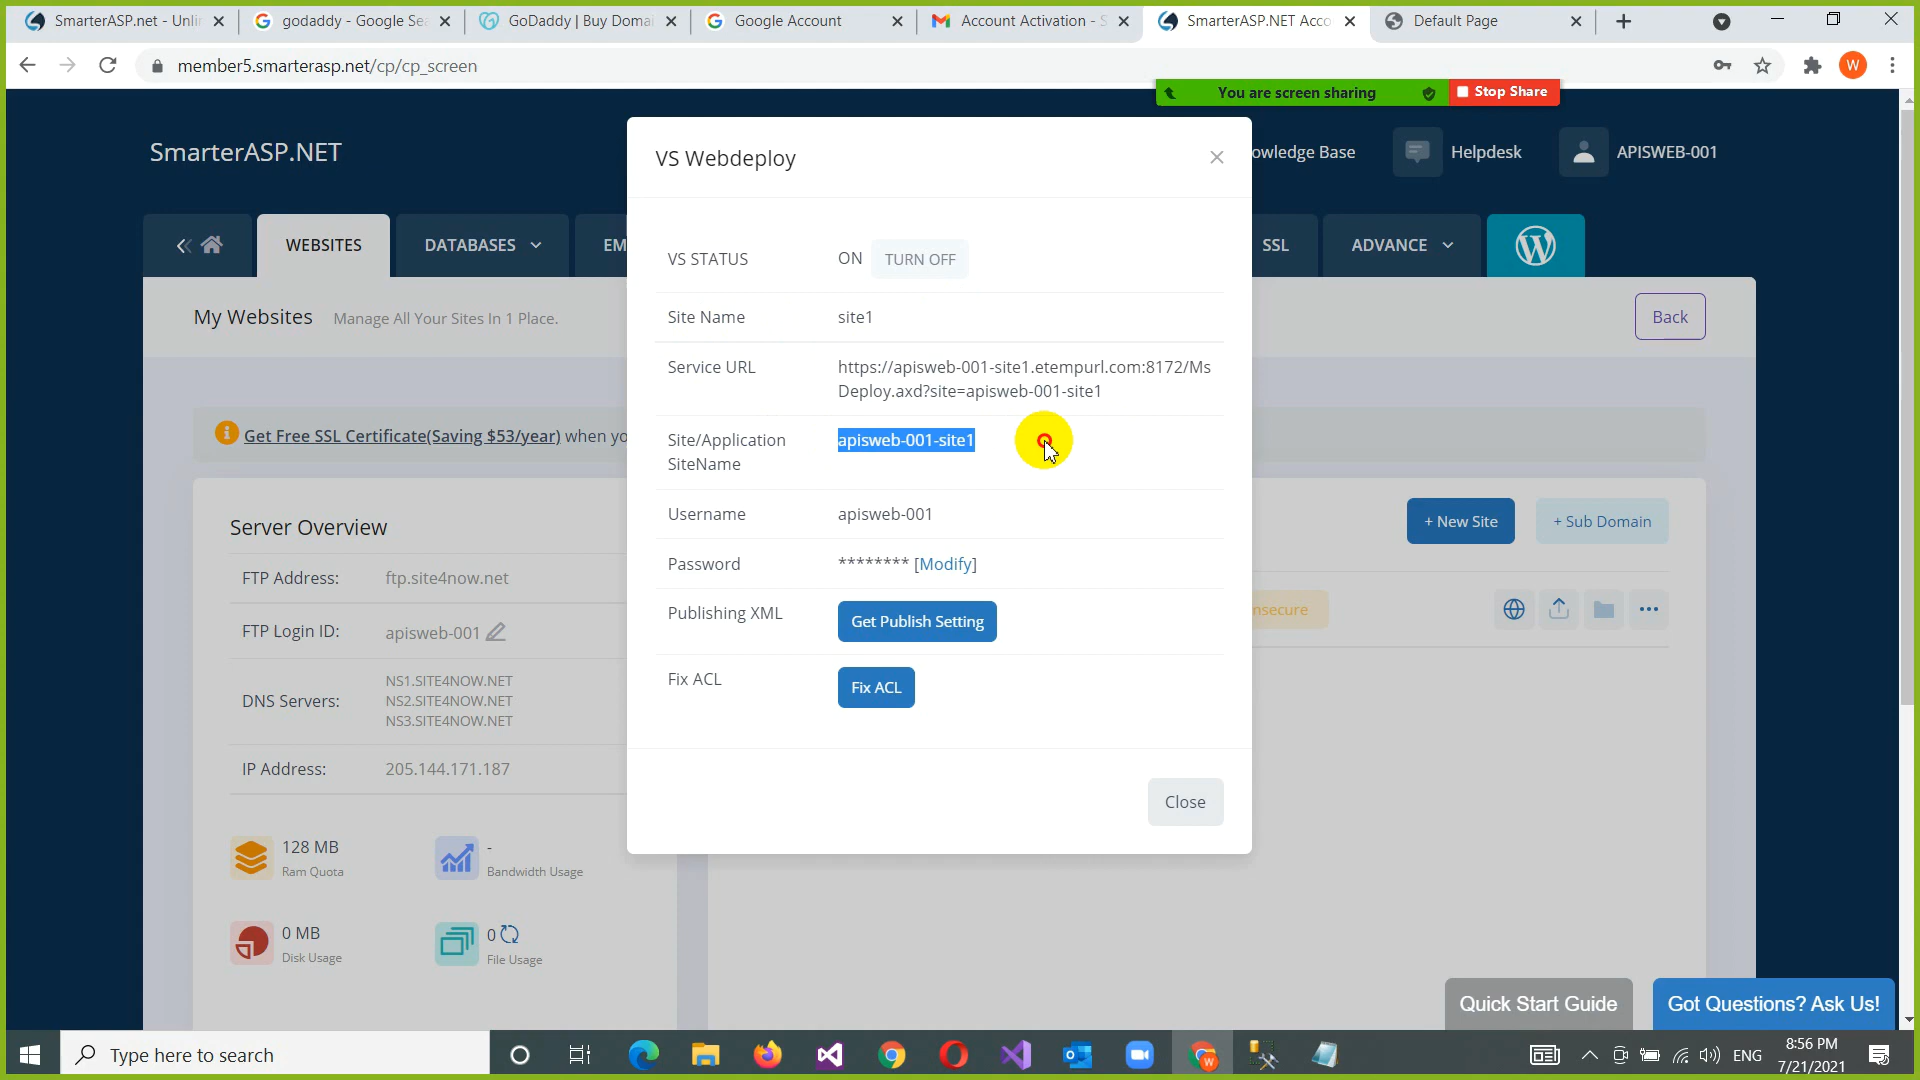 SmarterASP.net - Unli
godaddy - Google Sea
GoDaddy | Buy Domai
Google Account
Account Activation - S
SmarterASP.NET Acco
Default Page
member5.smarterasp.net/cp/cp_screen
W
You are screen sharing
Stop Share
SmarterASP.NET
owledge Base
Helpdesk
APISWEB-001
WEBSITES
DATABASES
EM
SSL
ADVANCE
My Websites
Manage All Your Sites In 1 Place.
Back
Get Free SSL Certificate(Saving $53/year) when yo
Server Overview
FTP Address:
ftp.site4now.net
FTP Login ID:
apisweb-001
DNS Servers:
NS1.SITE4NOW.NET
NS2.SITE4NOW.NET
NS3.SITE4NOW.NET
IP Address:
205.144.171.187
128 MB
Ram Quota
-
Bandwidth Usage
0 MB
Disk Usage
0
File Usage
VS Webdeploy
VS STATUS
ON
TURN OFF
Site Name
site1
Service URL
https://apisweb-001-site1.etempurl.com:8172/Ms
Deploy.axd?site=apisweb-001-site1
Site/Application
SiteName
apisweb-001-site1
Username
apisweb-001
Password
******** [Modify]
Publishing XML
Get Publish Setting
Fix ACL
Fix ACL
Close
+ New Site
+ Sub Domain
nsecure
Quick Start Guide
Got Questions? Ask Us!
Type here to search
ENG
8:56 PM
7/21/2021